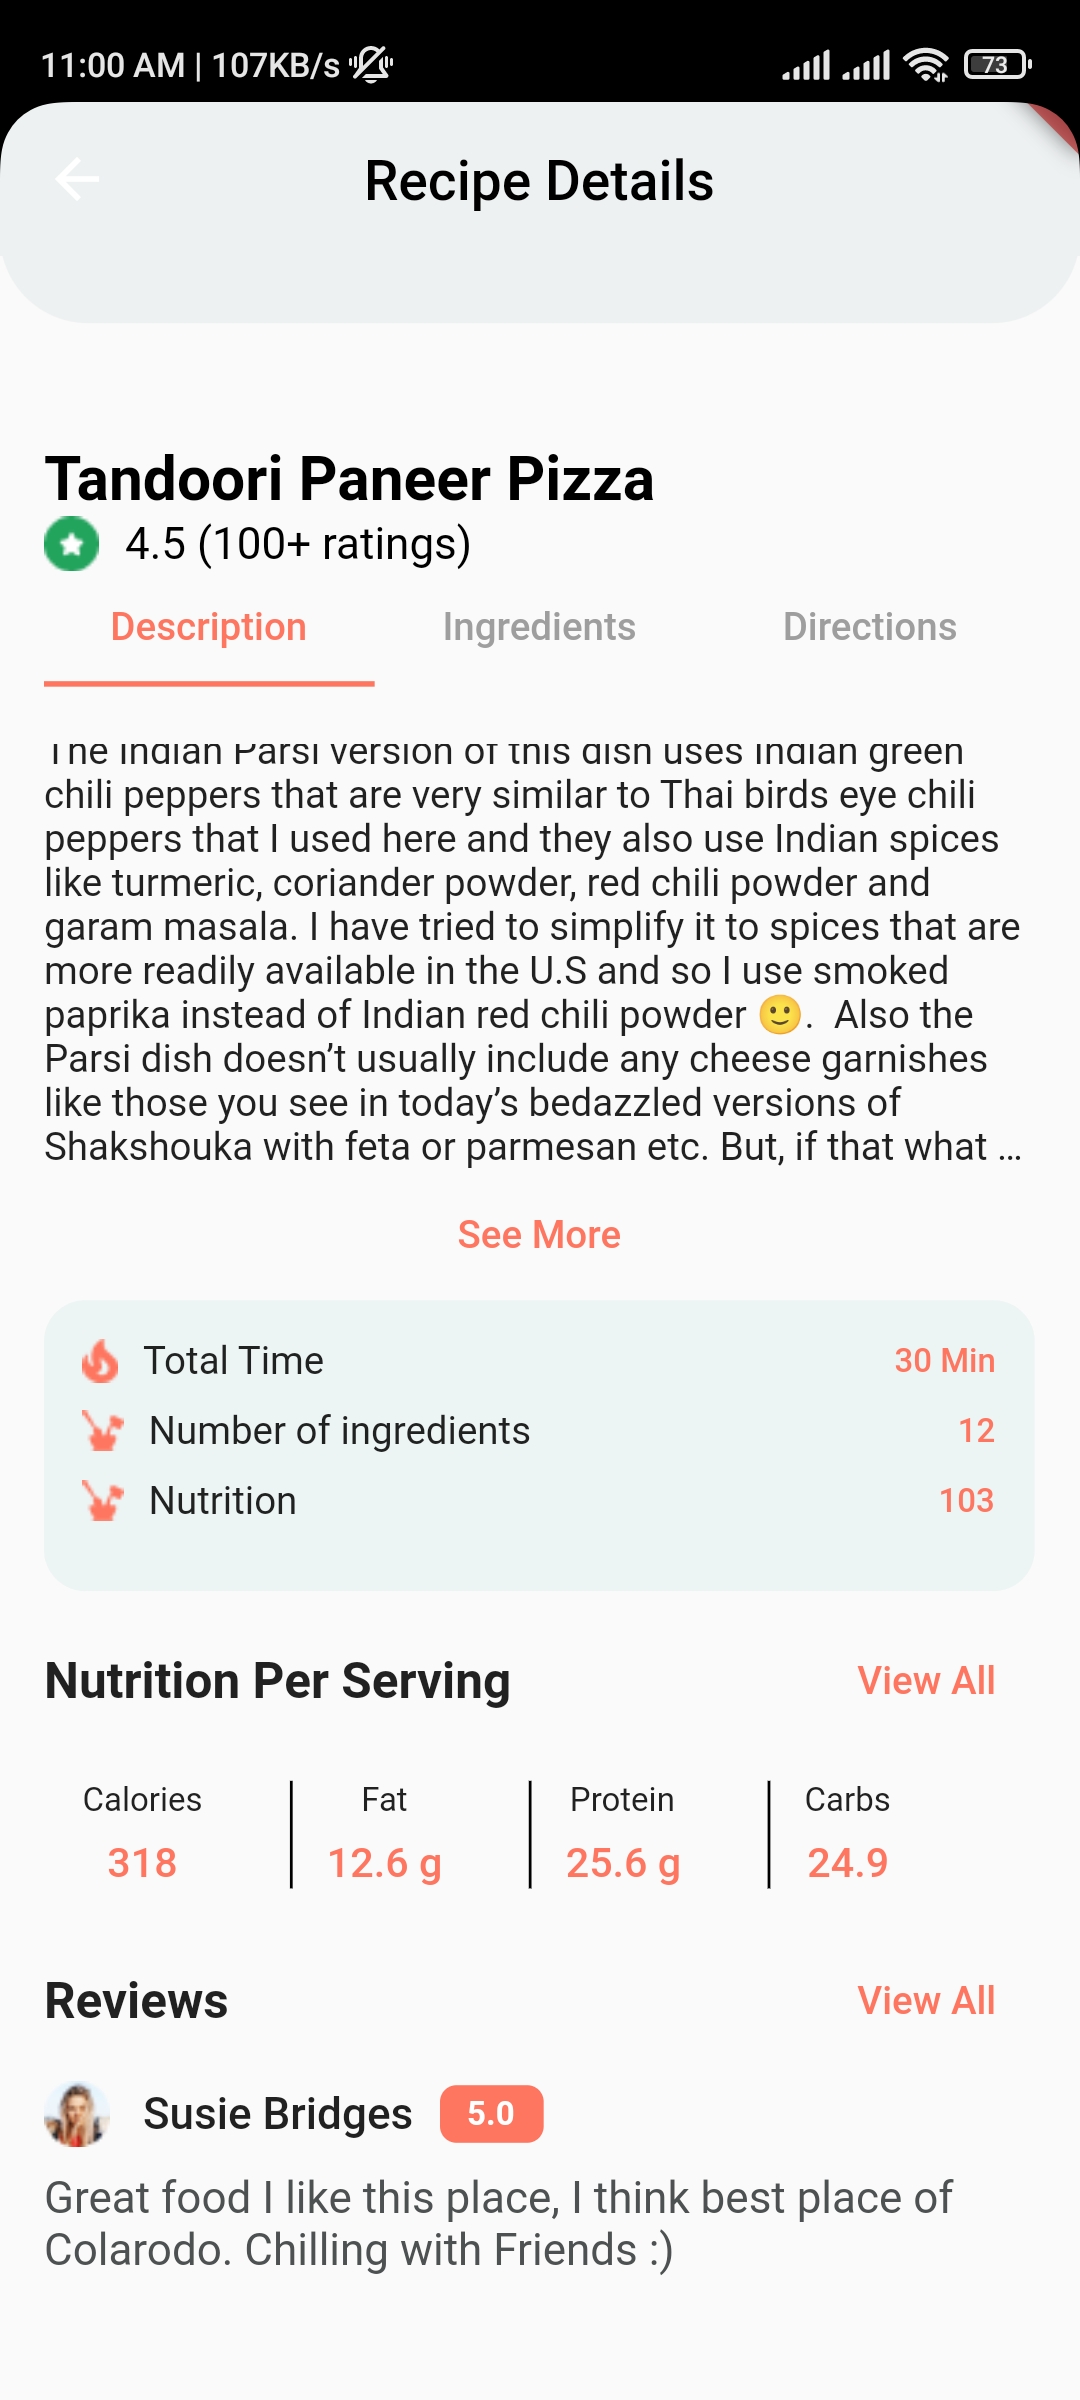 11:00 AM | 107KB/s
73
Recipe Details
Tandoori Paneer Pizza
4.5 (100+ ratings)
Description Ingredients Directions
The Indian Parsi version of this dish uses Indian green
chili peppers that are very similar to Thai birds eye chili
peppers that I used here and they also use Indian spices
like turmeric, coriander powder, red chili powder and
garam masala. I have tried to simplify it to spices that are
more readily available in the U.S and so I use smoked
paprika instead of Indian red chili powder 🙂.  Also the
Parsi dish doesn’t usually include any cheese garnishes
like those you see in today’s bedazzled versions of
Shakshouka with feta or parmesan etc. But, if that what ...
See More
Total Time 30 Min
Number of ingredients 12
Nutrition 103
Nutrition Per Serving View All
Calories Fat Protein Carbs
318 12.6 g 25.6 g 24.9
Reviews View All
Susie Bridges 5.0
Great food I like this place, I think best place of
Colarodo. Chilling with Friends :)